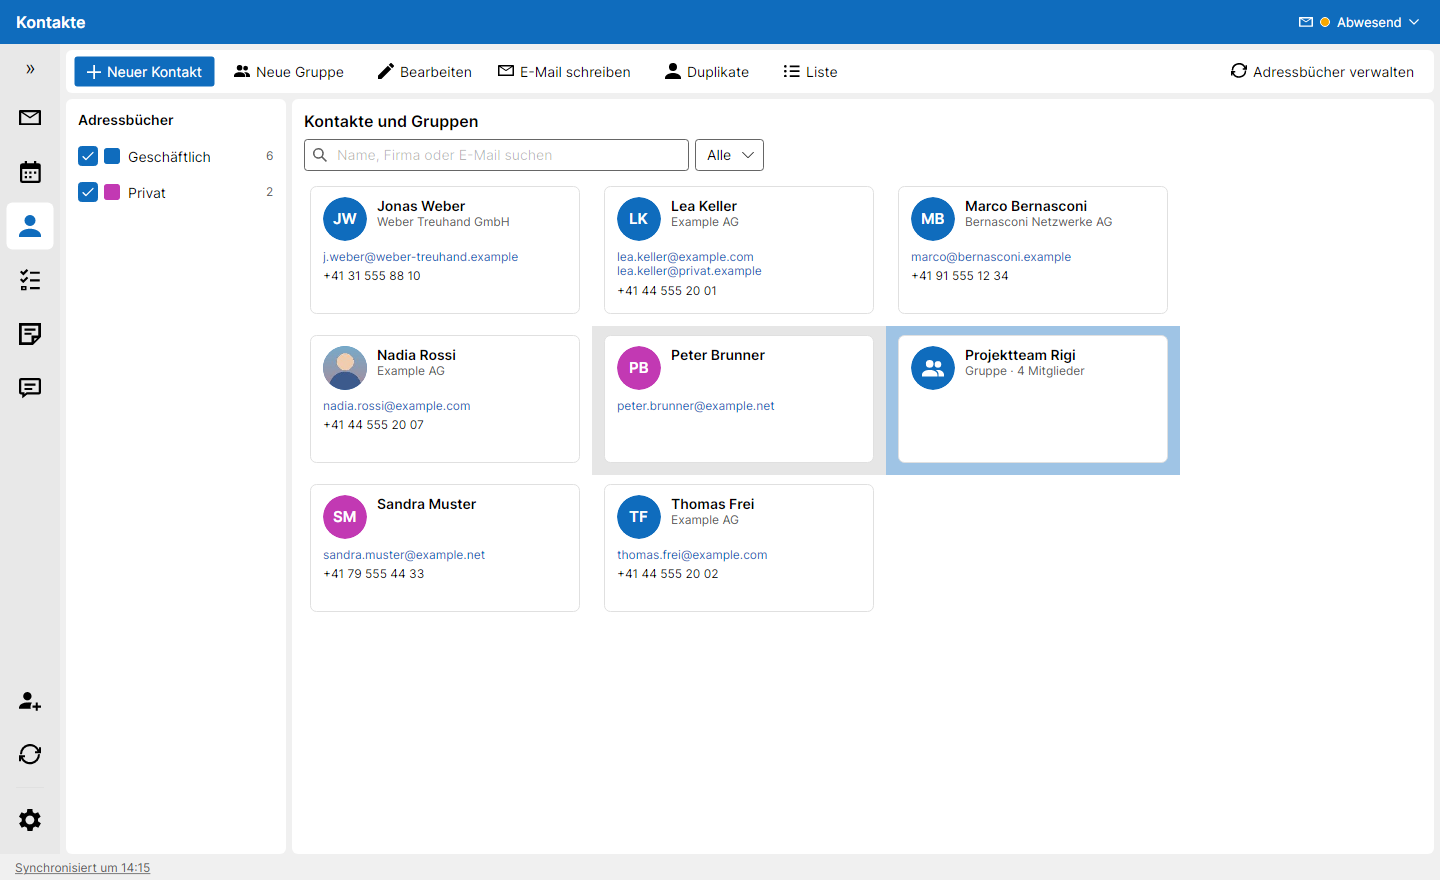 Kontakte
Abwesend
Neuer Kontakt
Neue Gruppe
Bearbeiten
E-Mail schreiben
Duplikate
Liste
Adressbücher verwalten
Adressbücher
Geschäftlich 6
Privat 2
Kontakte und Gruppen
Name, Firma oder E-Mail suchen
Alle
JW
Jonas Weber
Weber Treuhand GmbH
j.weber@weber-treuhand.example
+41 31 555 88 10
LK
Lea Keller
Example AG
lea.keller@example.com
lea.keller@privat.example
+41 44 555 20 01
MB
Marco Bernasconi
Bernasconi Netzwerke AG
marco@bernasconi.example
+41 91 555 12 34
Nadia Rossi
Example AG
nadia.rossi@example.com
+41 44 555 20 07
PB
Peter Brunner
peter.brunner@example.net
Projektteam Rigi
Gruppe · 4 Mitglieder
SM
Sandra Muster
sandra.muster@example.net
+41 79 555 44 33
TF
Thomas Frei
Example AG
thomas.frei@example.com
+41 44 555 20 02
Synchronisiert um 14:15